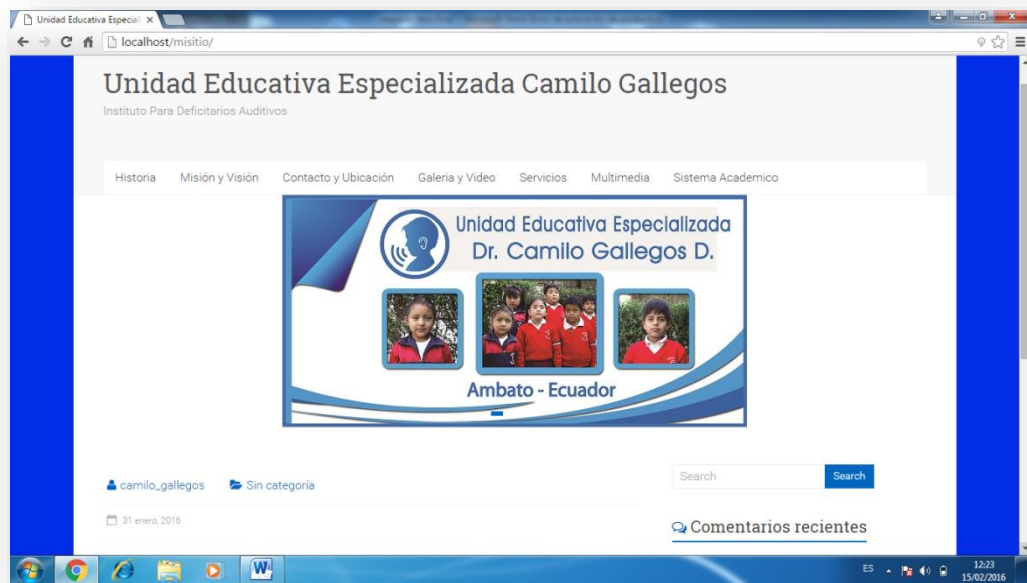 Unidad Educativa Especial
localhost/misitio/
Unidad Educativa Especializada Camilo Gallegos
Instituto Para Deficitarios Auditivos
Historia Misión y Visión Contacto y Ubicación Galeria y Video Servicios Multimedia Sistema Academico
Unidad Educativa Especializada
Dr. Camilo Gallegos D.
Ambato - Ecuador
camilo_gallegos Sin categoría
Search Search
31 enero, 2016
Comentarios recientes
ES 12:23
15/02/2016